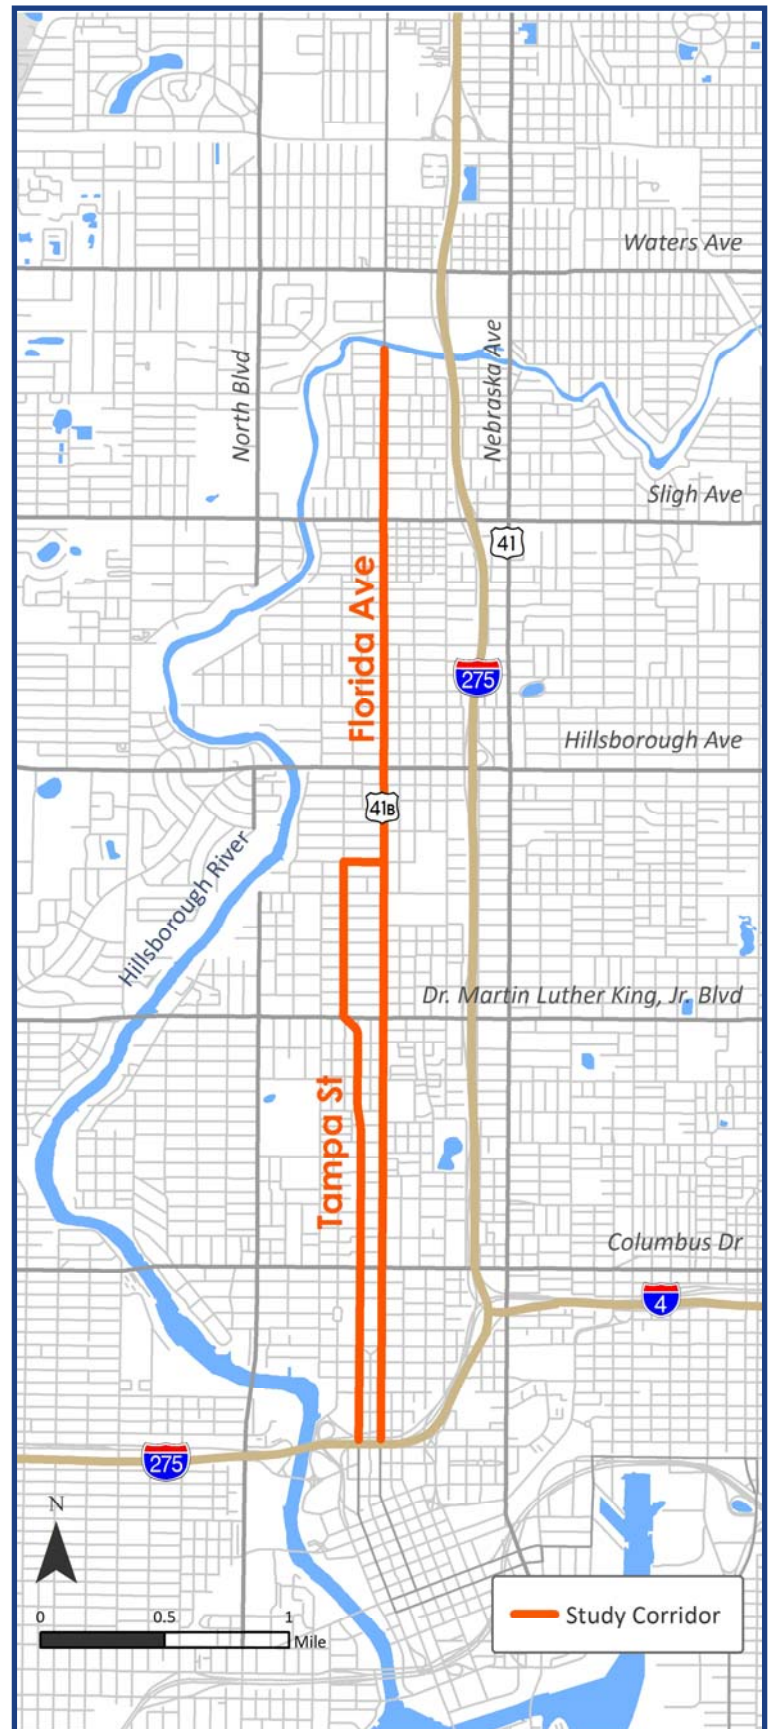 Waters Ave
North Blvd
Nebraska Ave
Sligh Ave
41
Florida Ave
275
Hillsborough Ave
41B
Hillsborough River
Dr. Martin Luther King, Jr. Blvd
Tampa St
Columbus Dr
4
275
N
0 0.5 1
Mile
Study Corridor